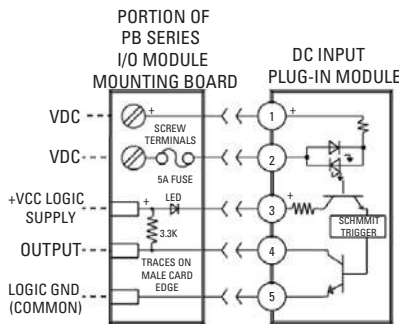 PORTION OF
PB SERIES
I/O MODULE
MOUNTING BOARD
DC INPUT
PLUG-IN MODULE
VDC
+
SCREW
TERMINALS
1
+
VDC
5A FUSE
2
+VCC LOGIC
SUPPLY
+
LED
3
+
3.3K
SCHMMIT
TRIGGER
OUTPUT
TRACES ON
MALE CARD
EDGE
4
LOGIC GND
(COMMON)
5